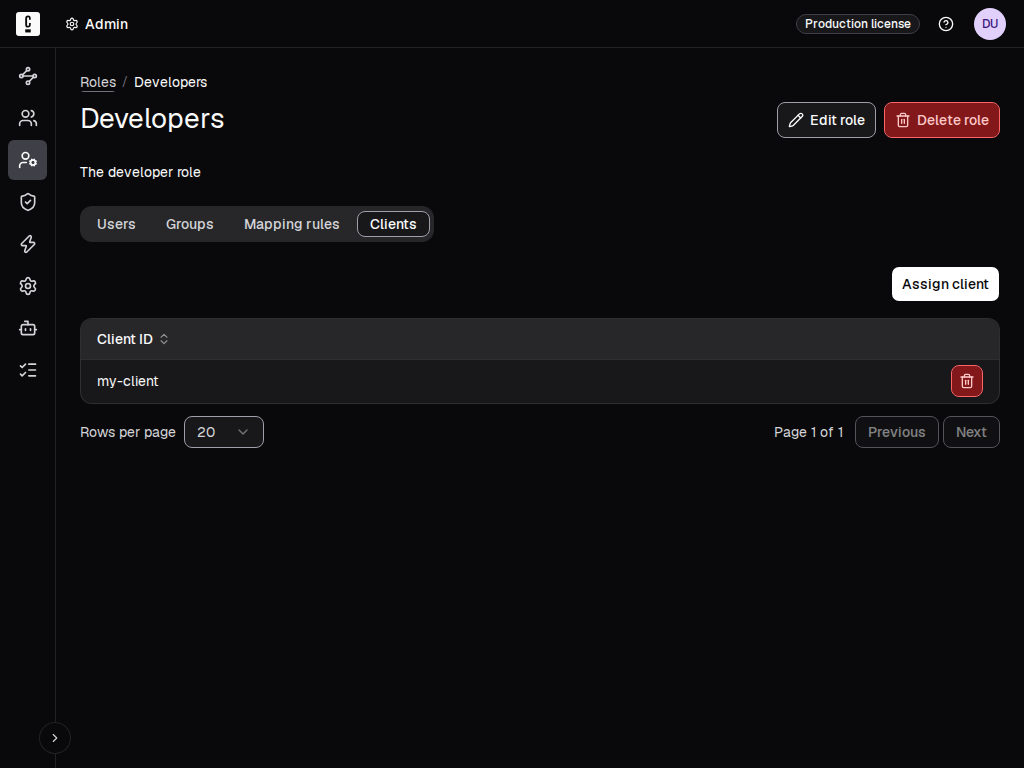 Admin
Production license
DU
Roles / Developers
Developers
Edit role
Delete role
The developer role
Users
Groups
Mapping rules
Clients
Assign client
Client ID
my-client
Rows per page
20
Page 1 of 1
Previous
Next